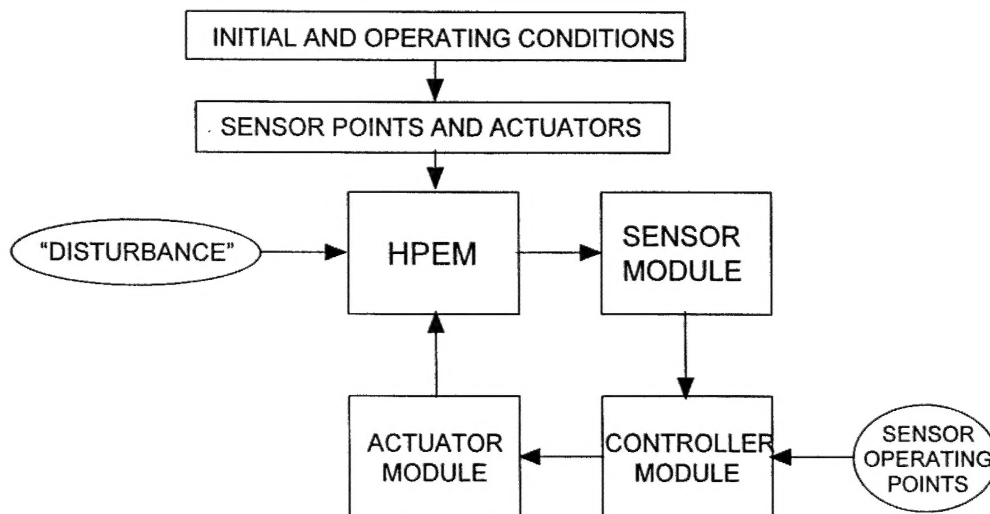 INITIAL AND OPERATING CONDITIONS
SENSOR POINTS AND ACTUATORS
"DISTURBANCE"
HPEM
SENSOR
MODULE
ACTUATOR
MODULE
CONTROLLER
MODULE
SENSOR
OPERATING
POINTS